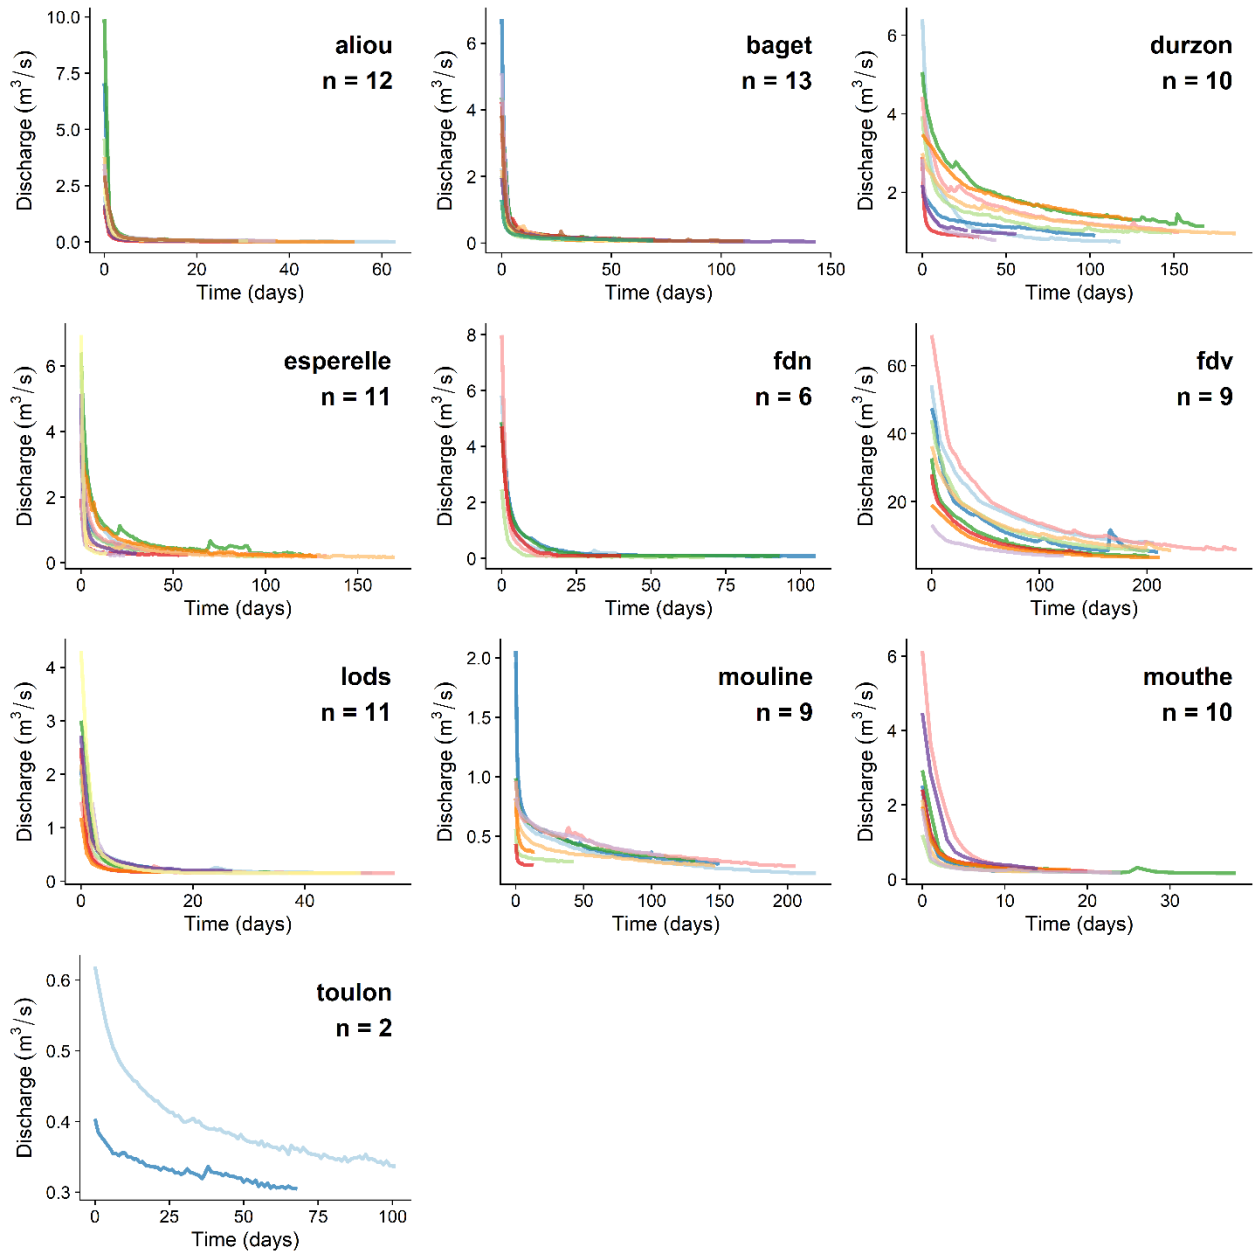 aliou
n = 12
Discharge (m³/s)
10.0
7.5
5.0
2.5
0.0
0 20 40 60
Time (days)
baget
n = 13
Discharge (m³/s)
6
4
2
0
0 50 100 150
Time (days)
durzon
n = 10
Discharge (m³/s)
6
4
2
0 50 100 150
Time (days)
esperelle
n = 11
Discharge (m³/s)
6
4
2
0
0 50 100 150
Time (days)
fdn
n = 6
Discharge (m³/s)
8
6
4
2
0
0 25 50 75 100
Time (days)
fdv
n = 9
Discharge (m³/s)
60
40
20
0 100 200
Time (days)
lods
n = 11
Discharge (m³/s)
4
3
2
1
0
0 20 40
Time (days)
mouline
n = 9
Discharge (m³/s)
2.0
1.5
1.0
0.5
0 50 100 150 200
Time (days)
mouthe
n = 10
Discharge (m³/s)
6
4
2
0
0 10 20 30
Time (days)
toulon
n = 2
Discharge (m³/s)
0.6
0.5
0.4
0.3
0 25 50 75 100
Time (days)